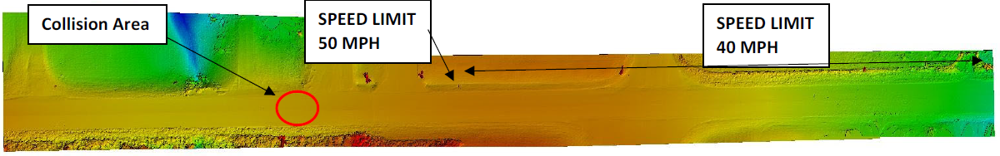 Collision Area
SPEED LIMIT
50 MPH
SPEED LIMIT
40 MPH